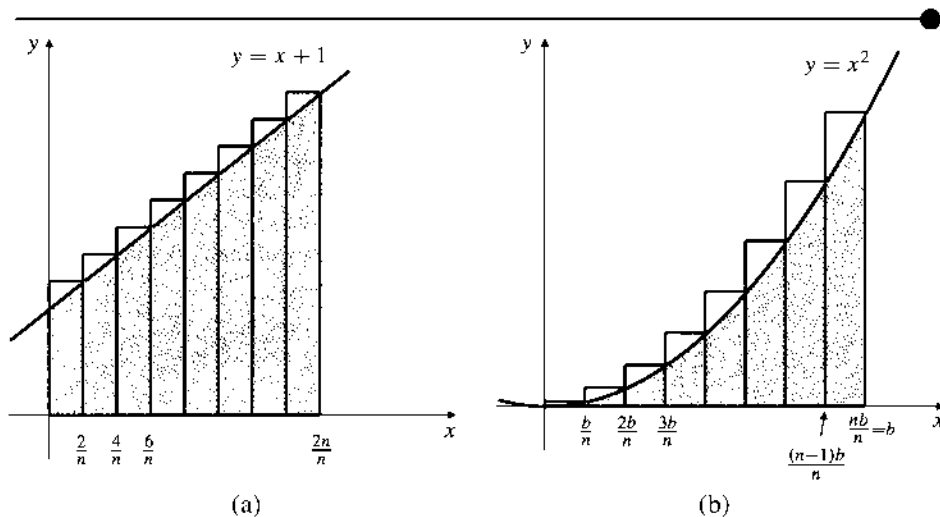 y
y = x + 1
2/n 4/n 6/n 2n/n x
(a)
y
y = x²
b/n 2b/n 3b/n (n−1)b/n nb/n = b x
(b)